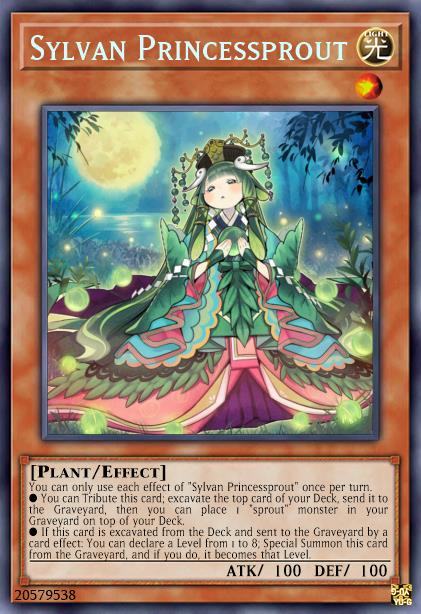 SYLVAN PRINCESSPROUT
LIGHT
光
[PLANT/EFFECT]
You can only use each effect of "Sylvan Princessprout" once per turn.
● You can Tribute this card; excavate the top card of your Deck, send it to
the Graveyard, then you can place 1 "sprout" monster in your
Graveyard on top of your Deck.
● If this card is excavated from the Deck and sent to the Graveyard by a
card effect: You can declare a Level from 1 to 8; Special Summon this card
from the Graveyard, and if you do, it becomes that Level.
ATK/ 100 DEF/ 100
20579538